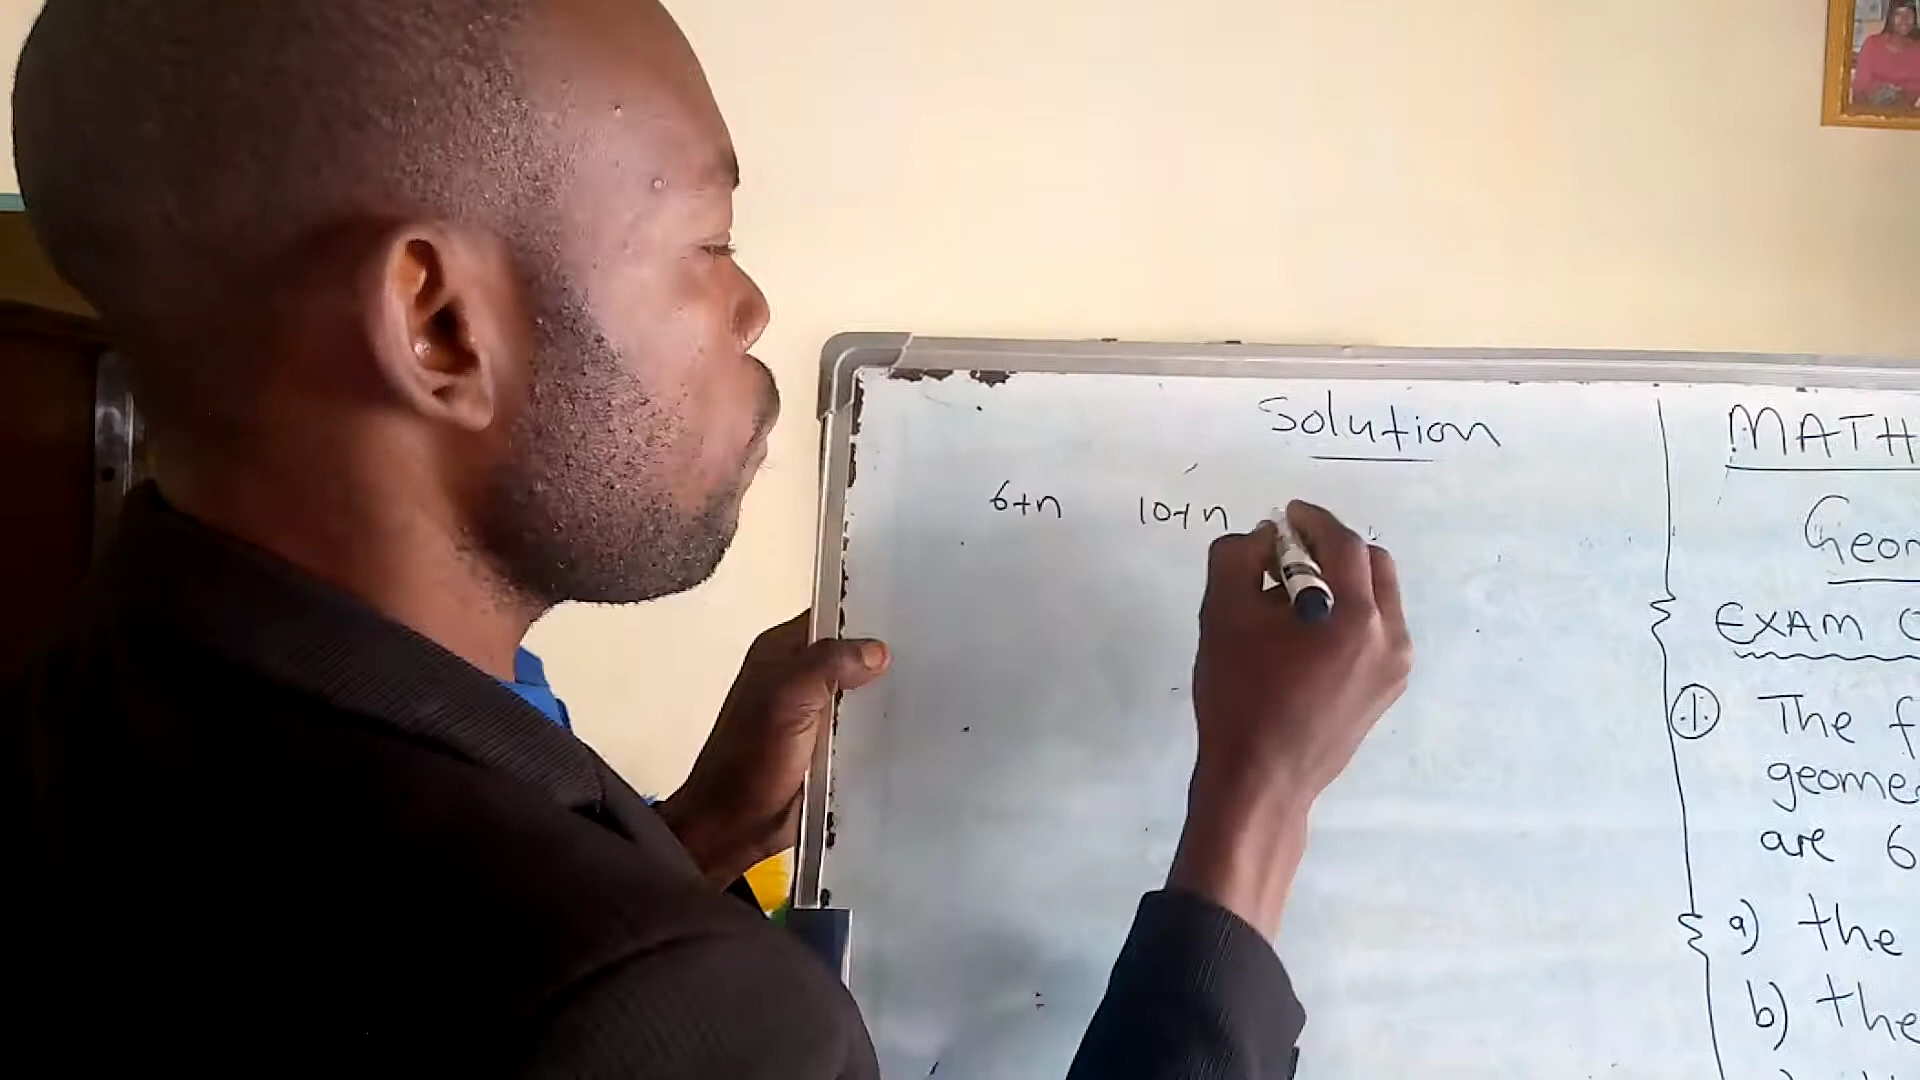 Solution
6+n 10+n
MATH
Geom
EXAM
1. The f
geome
are 6
a) the
b) the